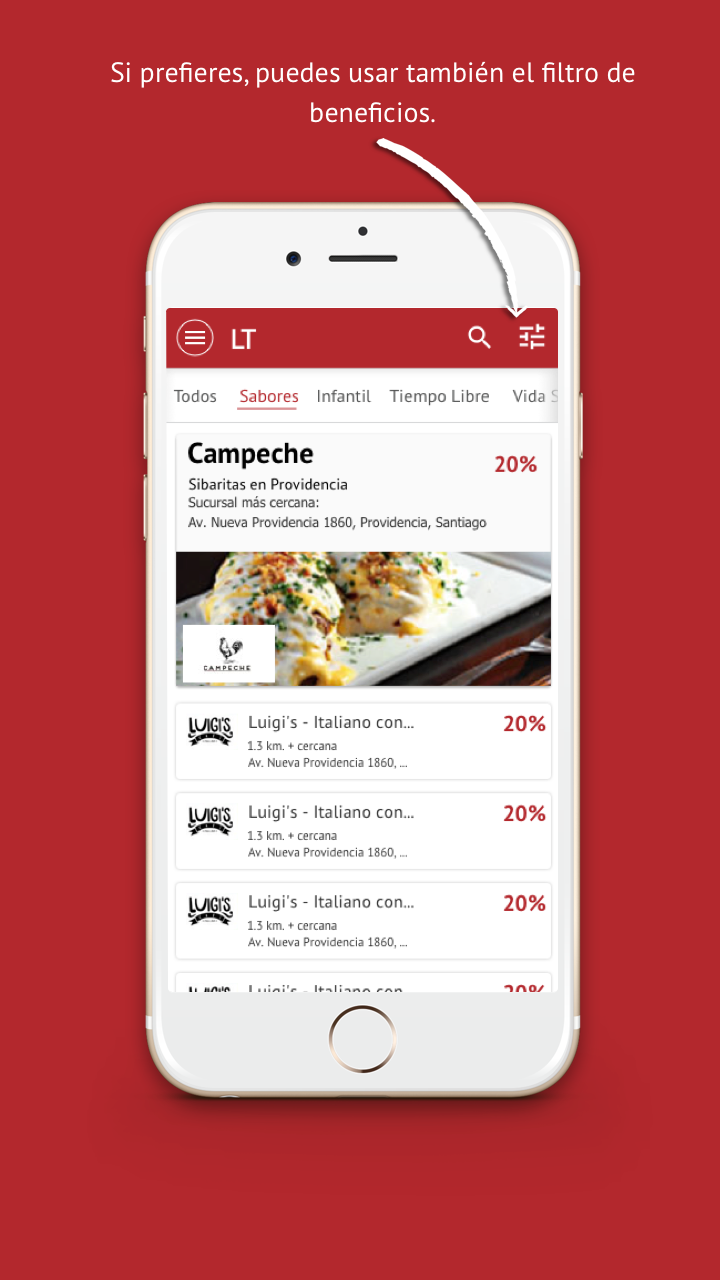 Si prefieres, puedes usar también el filtro de
beneficios.
LT
Todos Sabores Infantil Tiempo Libre Vida S
Campeche
20%
Sibaritas en Providencia
Sucursal más cercana:
Av. Nueva Providencia 1860, Providencia, Santiago
CAMPECHE
LUIGI'S
Luigi's - Italiano con...
20%
1.3 km. + cercana
Av. Nueva Providencia 1860, ...
LUIGI'S
Luigi's - Italiano con...
20%
1.3 km. + cercana
Av. Nueva Providencia 1860, ...
LUIGI'S
Luigi's - Italiano con...
20%
1.3 km. + cercana
Av. Nueva Providencia 1860, ...
LUIGI'S
Luigi's - Italiano con...
20%